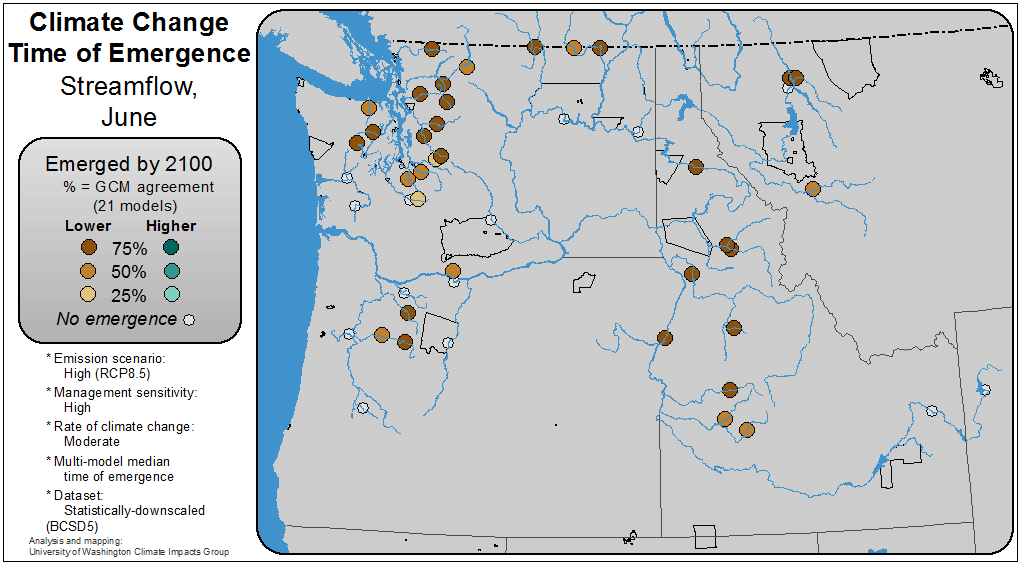 Climate Change
Time of Emergence
Streamflow,
June
Emerged by 2100
% = GCM agreement
(21 models)
Lower Higher
75%
50%
25%
No emergence
* Emission scenario:
High (RCP8.5)
* Management sensitivity:
High
* Rate of climate change:
Moderate
* Multi-model median
time of emergence
* Dataset:
Statistically-downscaled
(BCSD5)
Analysis and mapping:
University of Washington Climate Impacts Group